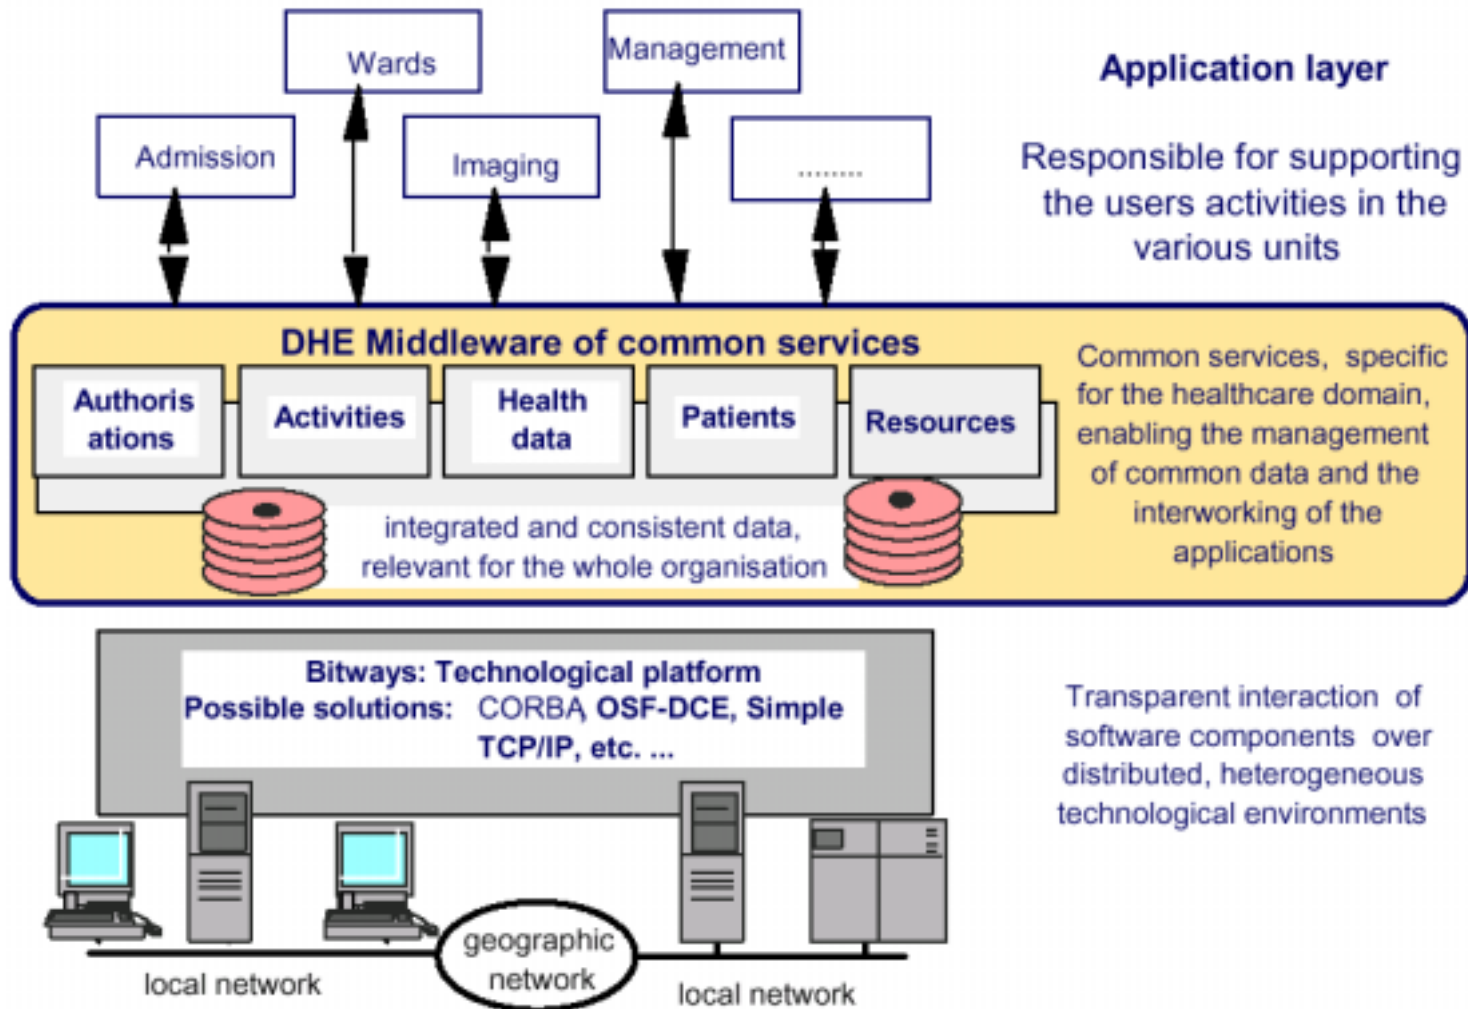 Wards
Management
Admission
Imaging
........
Application layer
Responsible for supporting
the users activities in the
various units
DHE Middleware of common services
Authoris
ations
Activities
Health
data
Patients
Resources
integrated and consistent data,
relevant for the whole organisation
Common services, specific
for the healthcare domain,
enabling the management
of common data and the
interworking of the
applications
Bitways: Technological platform
Possible solutions: CORBA, OSF-DCE, Simple
TCP/IP, etc. ...
Transparent interaction of
software components over
distributed, heterogeneous
technological environments
local network
geographic
network
local network